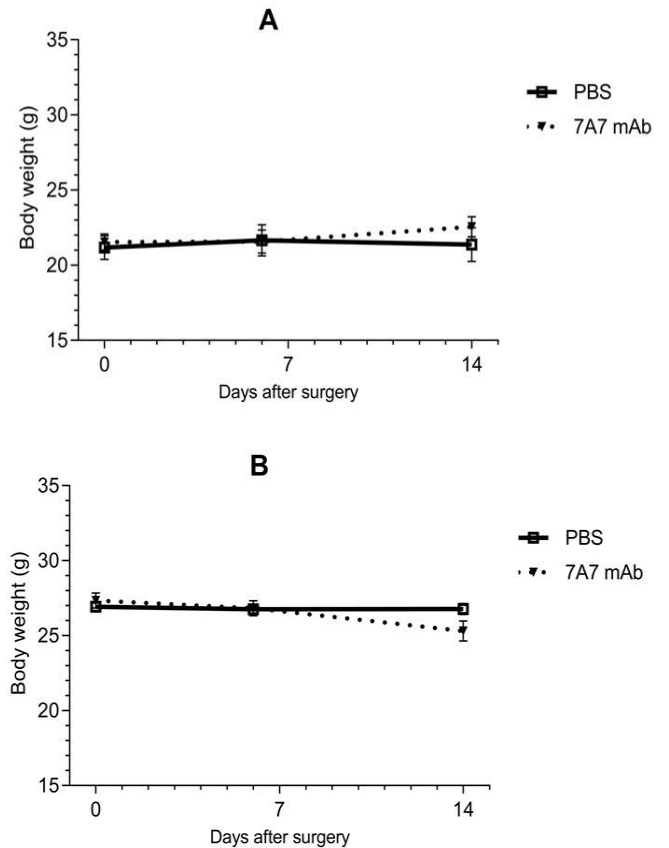 A
35
30
25
20
15
Body weight (g)
0 7 14
Days after surgery
PBS
7A7 mAb
B
35
30
25
20
15
Body weight (g)
0 7 14
Days after surgery
PBS
7A7 mAb